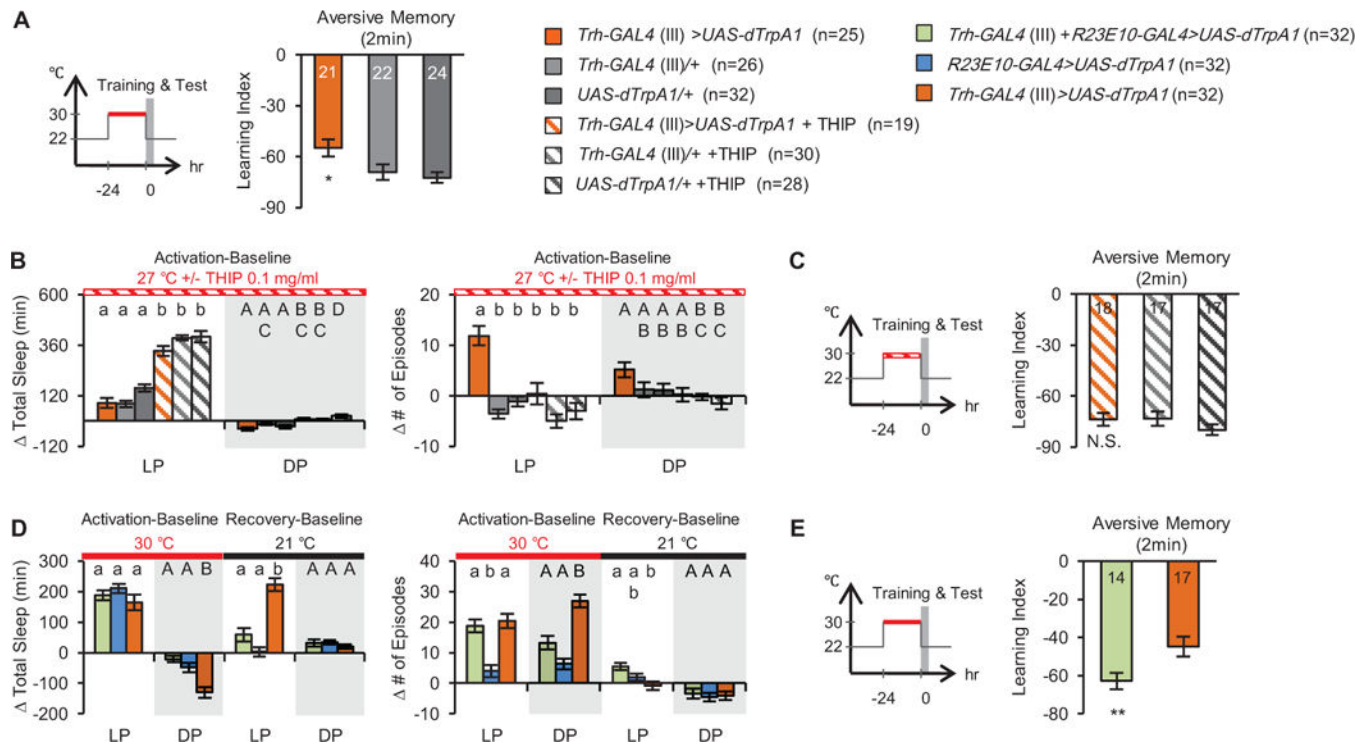 A
℃
Training & Test
30
22
-24
0
hr
Aversive Memory
(2min)
Learning Index
0
-30
-60
-90
21
22
24
*
Trh-GAL4 (III) >UAS-dTrpA1 (n=25)
Trh-GAL4 (III)/+ (n=26)
UAS-dTrpA1/+ (n=32)
Trh-GAL4 (III)>UAS-dTrpA1 + THIP (n=19)
Trh-GAL4 (III)/+ +THIP (n=30)
UAS-dTrpA1/+ +THIP (n=28)
Trh-GAL4 (III) +R23E10-GAL4>UAS-dTrpA1(n=32)
R23E10-GAL4>UAS-dTrpA1 (n=32)
Trh-GAL4 (III)>UAS-dTrpA1 (n=32)
B
Activation-Baseline
27 ℃ +/- THIP 0.1 mg/ml
Δ Total Sleep (min)
600
360
120
-120
a a a b b b
A A A B B D
C C C
LP
DP
Activation-Baseline
27 ℃ +/- THIP 0.1 mg/ml
Δ # of Episodes
20
10
0
-10
a b b b b b
A A A A B B
B B B C C
LP
DP
C
℃
Training & Test
30
22
-24
0
hr
Aversive Memory
(2min)
Learning Index
0
-30
-60
-90
18
17
17
N.S.
D
Activation-Baseline
Recovery-Baseline
30 ℃
21 ℃
Δ Total Sleep (min)
300
200
100
0
-100
-200
a a a
A A B
a a b
A A A
LP
DP
LP
DP
Activation-Baseline
Recovery-Baseline
30 ℃
21 ℃
Δ # of Episodes
40
30
20
10
0
-10
a b a
A A B
a a b
b
A A A
LP
DP
LP
DP
E
℃
Training & Test
30
22
-24
0
hr
Aversive Memory
(2min)
Learning Index
0
-20
-40
-60
-80
14
17
**